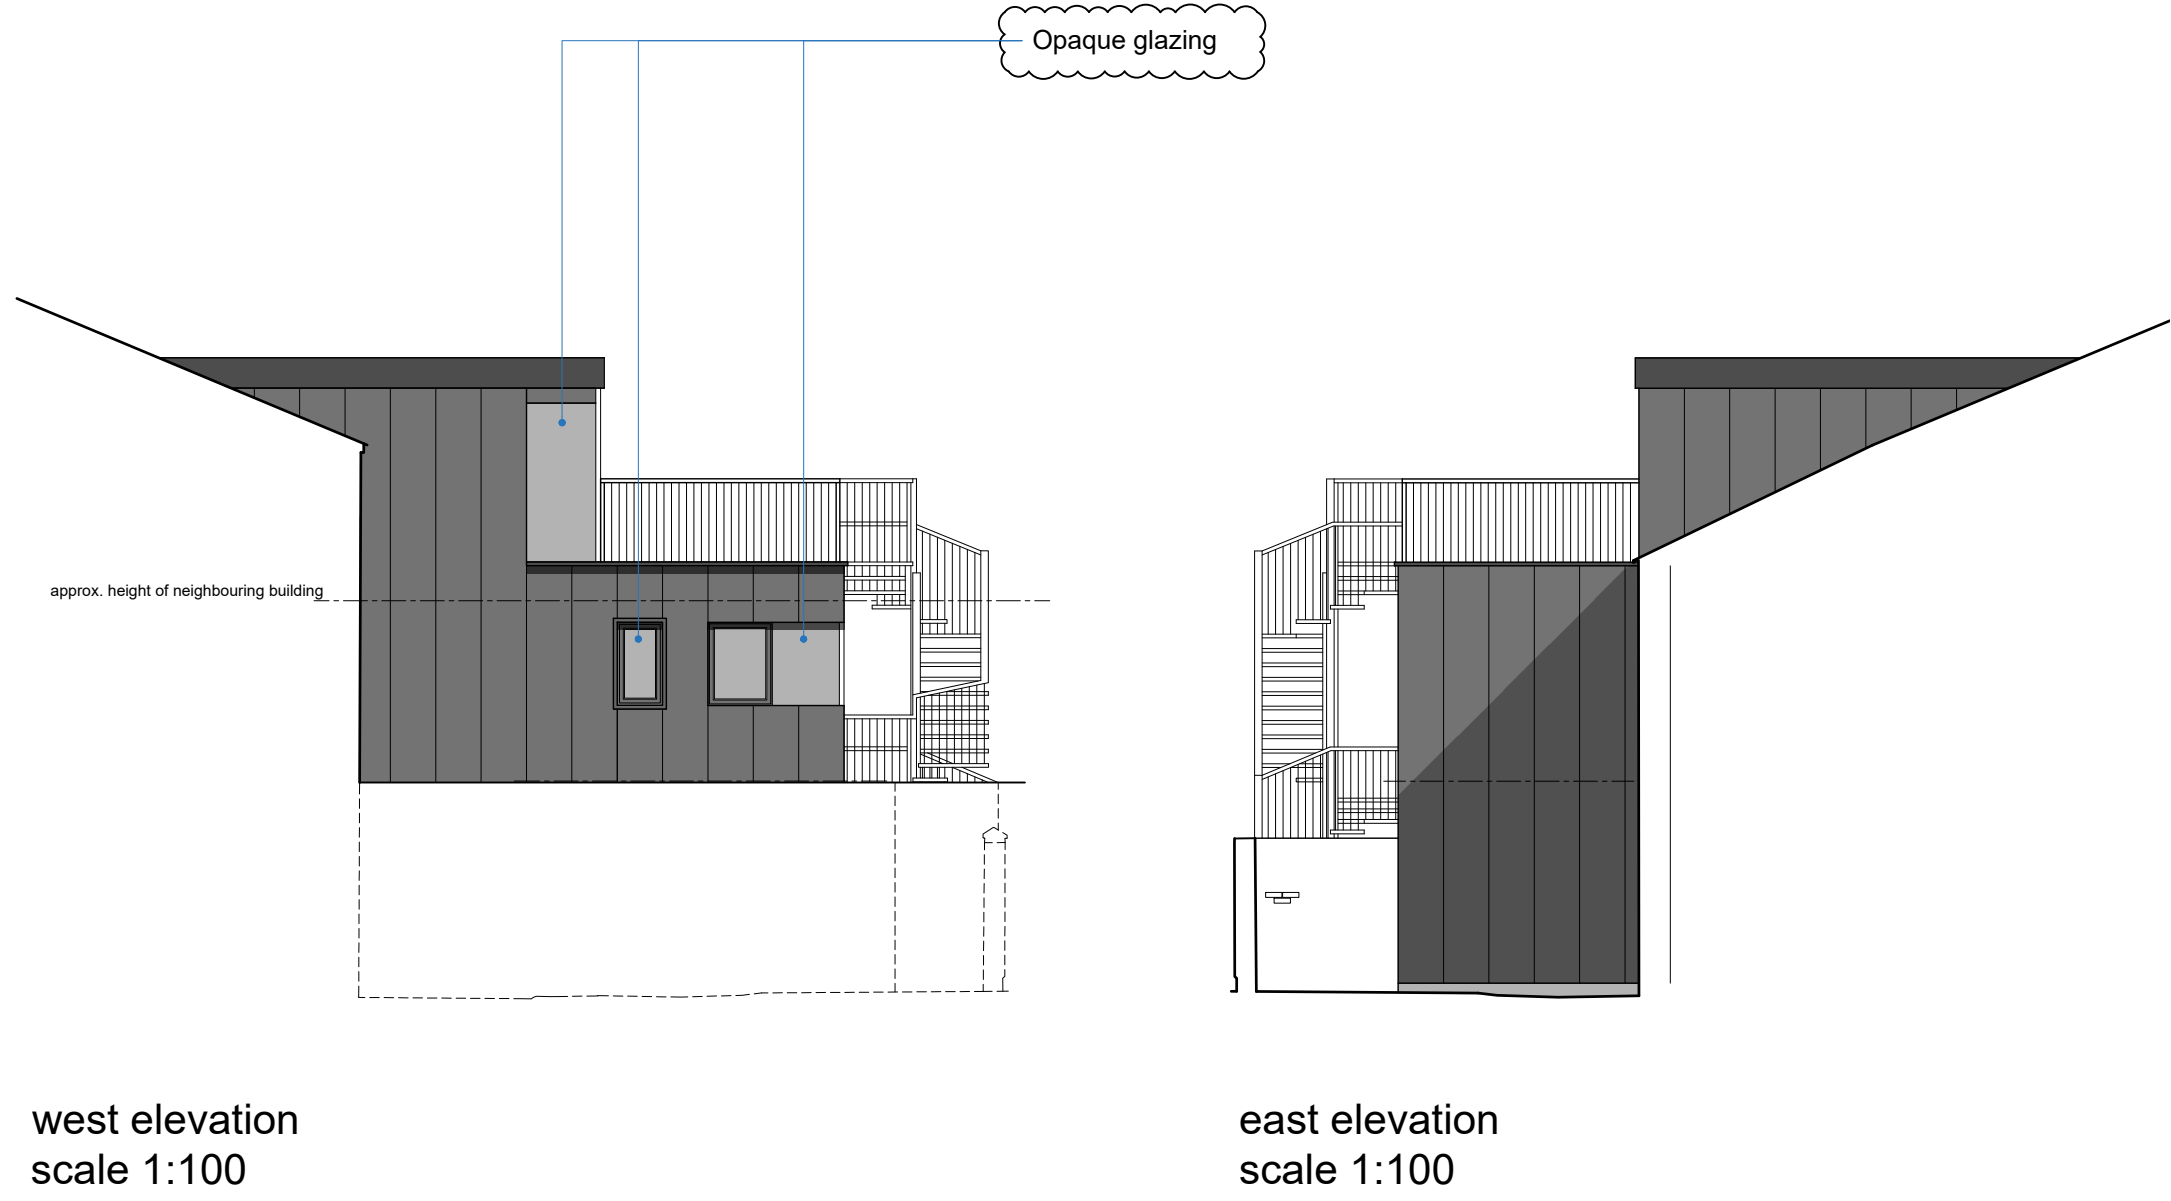 Opaque glazing
approx. height of neighbouring building
west elevation
scale 1:100
east elevation
scale 1:100